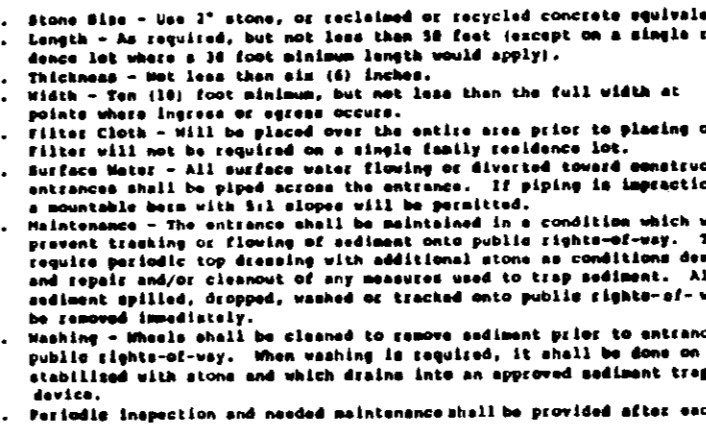 . Stone Size - Use 2" stone, or reclaimed or recycled concrete equivale
. Length - As required, but not less than 50 feet (except on a single r
dence lot where a 30 foot minimum length would apply).
. Thickness - Not less than six (6) inches.
. Width - Ten (10) foot minimum, but not less than the full width at
points where ingress or egress occurs.
. Filter Cloth - Will be placed over the entire area prior to placing o
Filter will not be required on a single family residence lot.
. Surface Water - All surface water flowing or diverted toward construc
entrances shall be piped across the entrance. If piping is impractic
a mountable berm with 5:1 slopes will be permitted.
. Maintenance - The entrance shall be maintained in a condition which w
prevent tracking or flowing of sediment onto public rights-of-way. T
require periodic top dressing with additional stone as conditions dem
and repair and/or cleanout of any measures used to trap sediment. Al
sediment spilled, dropped, washed or tracked onto public rights-of- w
be removed immediately.
. Washing - Wheels shall be cleaned to remove sediment prior to entranc
public rights-of-way. When washing is required, it shall be done on
stabilized with stone and which drains into an approved sediment trap
device.
. Periodic inspection and needed maintenance shall be provided after eac